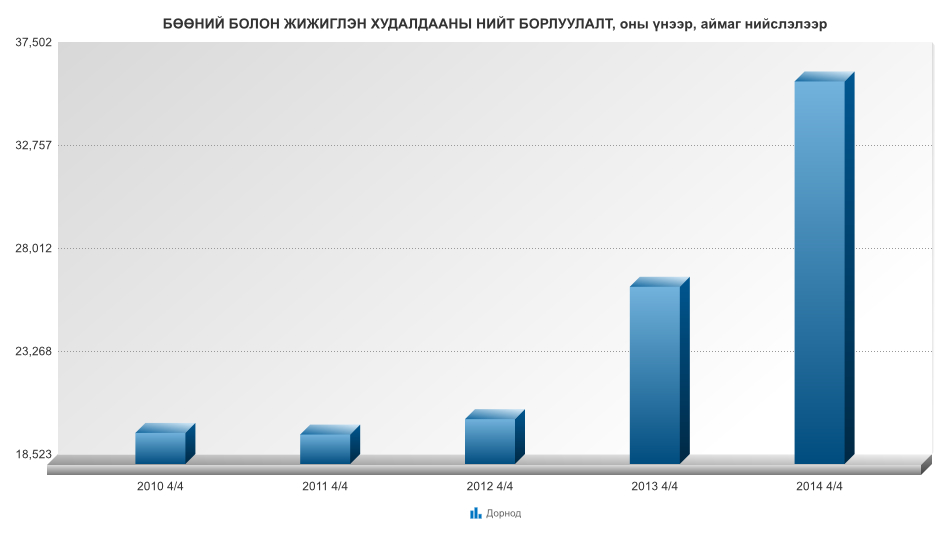 БӨӨНИЙ БОЛОН ЖИЖИГЛЭН ХУДАЛДААНЫ НИЙТ БОРЛУУЛАЛТ, оны үнээр, аймаг нийслэлээр
37,502
32,757
28,012
23,268
18,523
2010 4/4 2011 4/4 2012 4/4 2013 4/4 2014 4/4
Дорнод